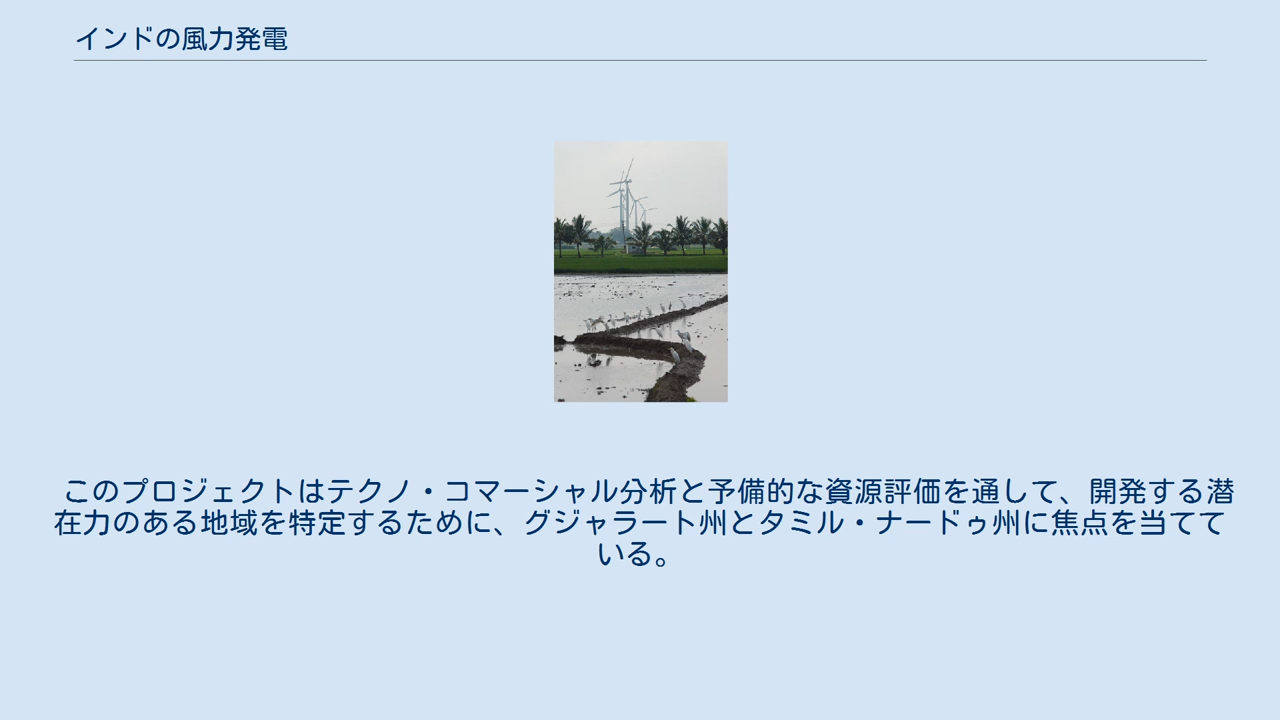 インドの風力発電
このプロジェクトはテクノ・コマーシャル分析と予備的な資源評価を通して、開発する潜
在力のある地域を特定するために、グジャラート州とタミル・ナードゥ州に焦点を当てて
いる。